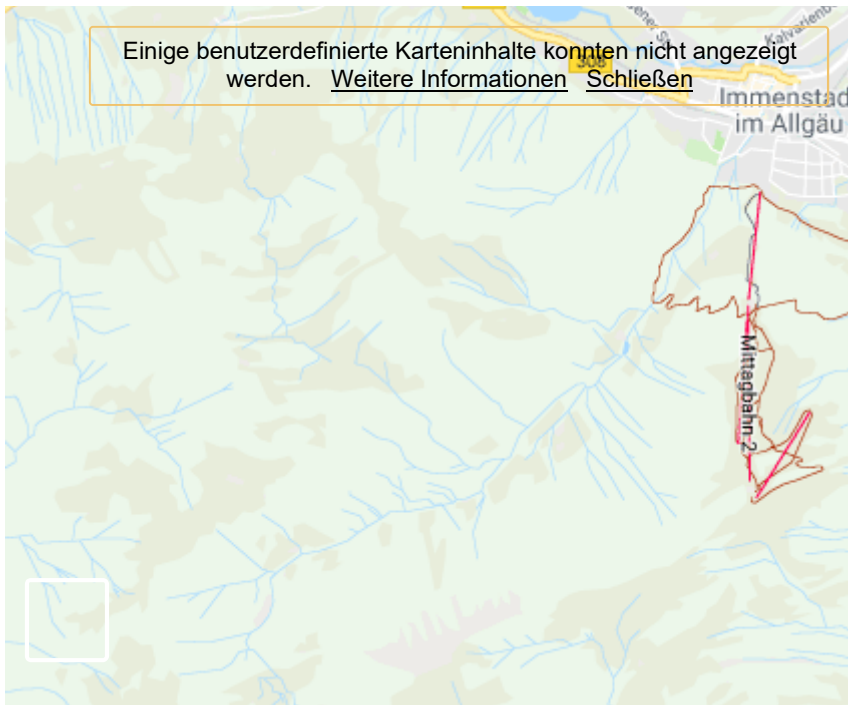 Einige benutzerdefinierte Karteninhalte konnten nicht angezeigt
werden. Weitere Informationen Schließen
308
Immenstad
im Allgäu
Mittagbahn 2